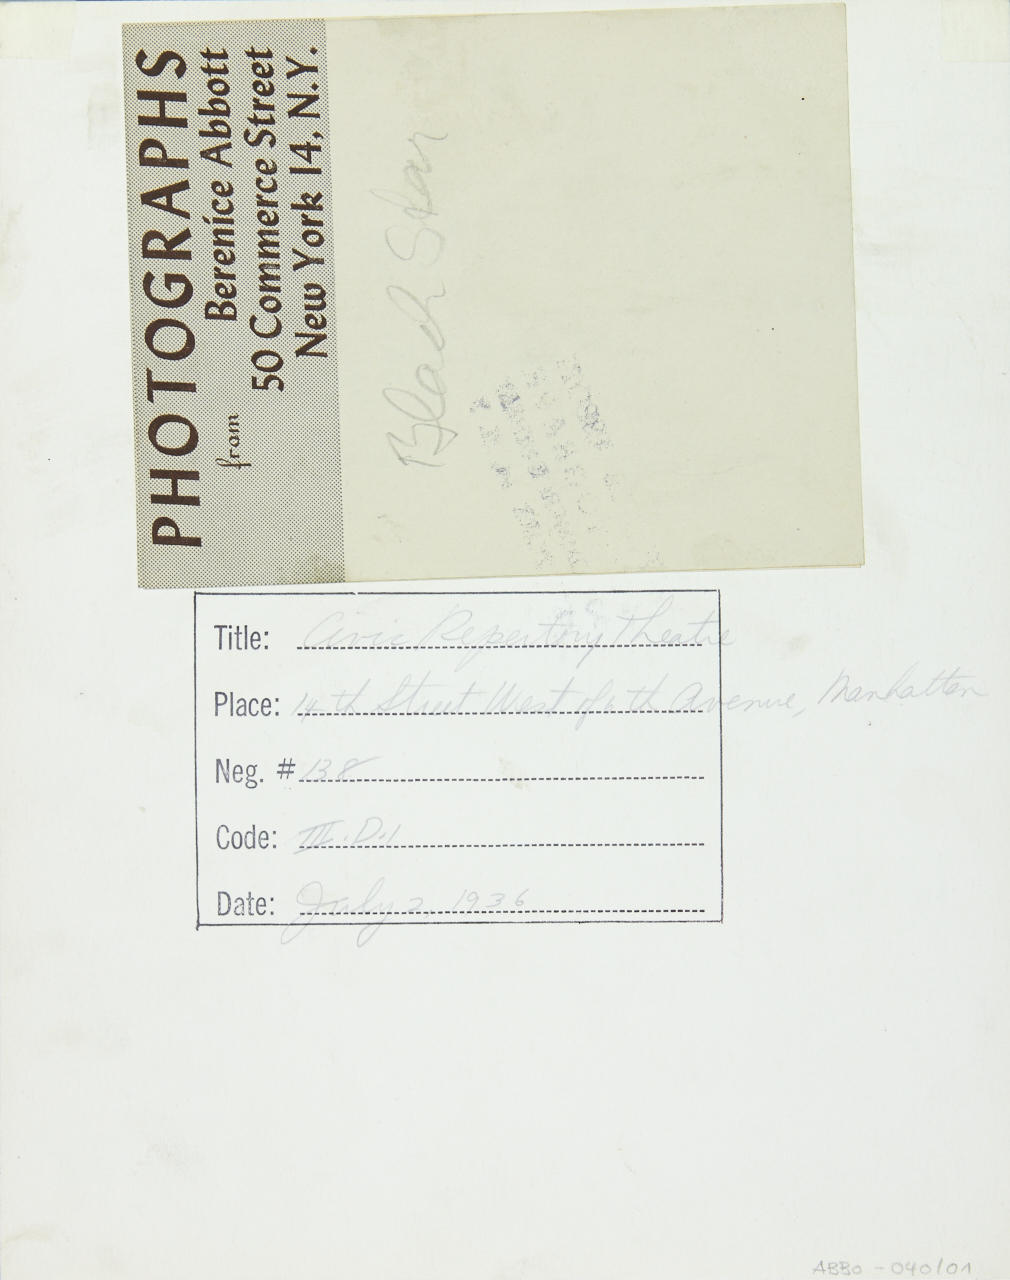 PHOTOGRAPHS
from Berenice Abbott
50 Commerce Street
New York 14, N.Y.
Black Star
Title: Civic Repertory Theatre
Place: 14th Street West of 6th Avenue, Manhattan
Neg. # 138
Code: III.D.1
Date: July 2, 1936
ABBO - 040/01